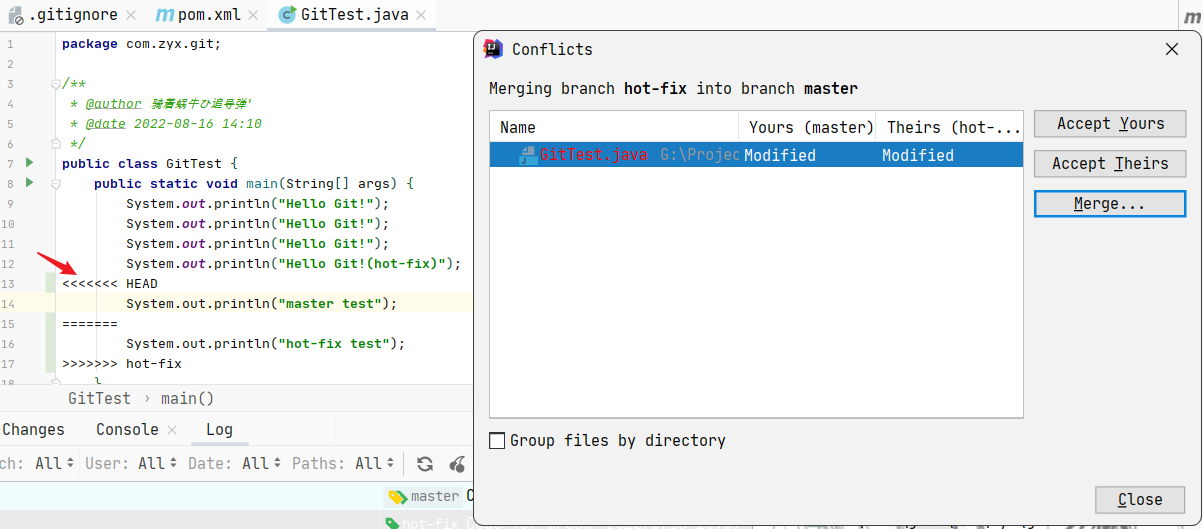 .gitignore pom.xml GitTest.java
1 package com.zyx.git;
2
3 /**
4 * @author 骑着蜗牛ひ追导弹'
5 * @date 2022-08-16 14:10
6 */
7 public class GitTest {
8 public static void main(String[] args) {
9 System.out.println("Hello Git!");
10 System.out.println("Hello Git!");
11 System.out.println("Hello Git!");
12 System.out.println("Hello Git!(hot-fix)");
13 <<<<<<< HEAD
14 System.out.println("master test");
15 =======
16 System.out.println("hot-fix test");
17 >>>>>>> hot-fix
18 }
GitTest › main()
Changes Console Log
ch: All User: All Date: All Paths: All
master
hot-fix
Conflicts
Merging branch hot-fix into branch master
Name Yours (master) Theirs (hot-...
GitTest.java G:\Projec Modified Modified
Accept Yours
Accept Theirs
Merge...
Group files by directory
Close